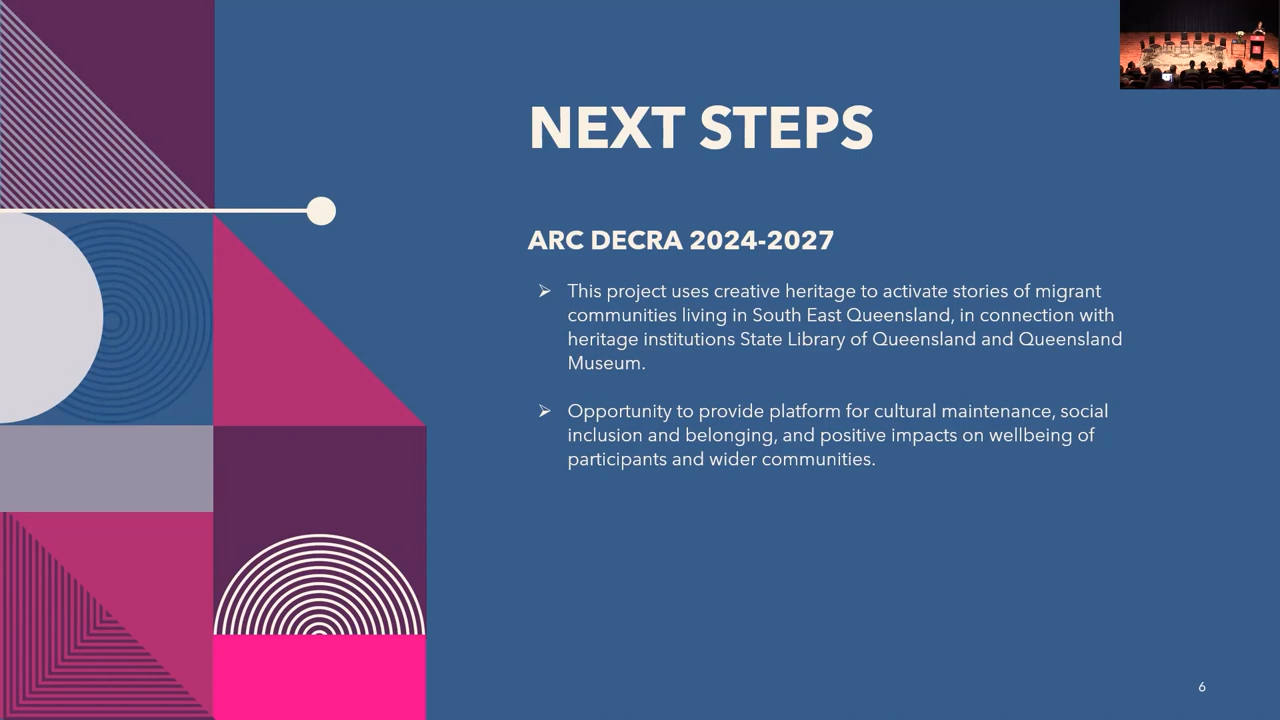 NEXT STEPS
ARC DECRA 2024-2027
➢ This project uses creative heritage to activate stories of migrant
communities living in South East Queensland, in connection with
heritage institutions State Library of Queensland and Queensland
Museum.
➢ Opportunity to provide platform for cultural maintenance, social
inclusion and belonging, and positive impacts on wellbeing of
participants and wider communities.
6